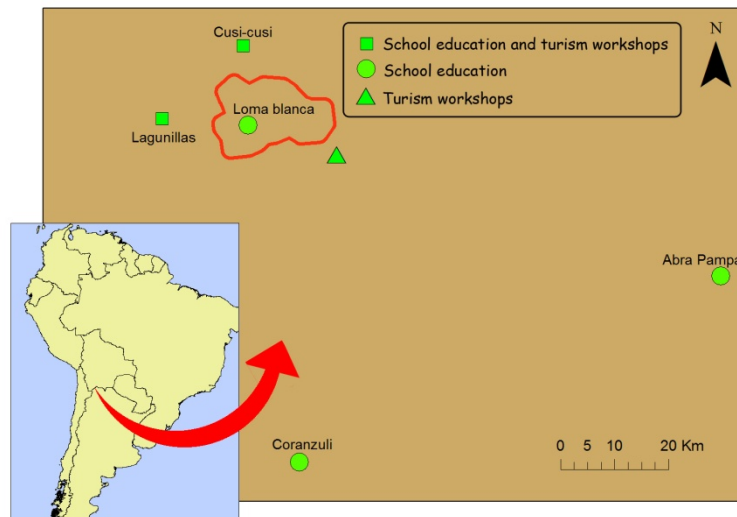 Cusi-cusi
School education and turism workshops
School education
Turism workshops
N
Loma blanca
Lagunillas
Abra Pampa
Coranzuli
0 5 10 20 Km